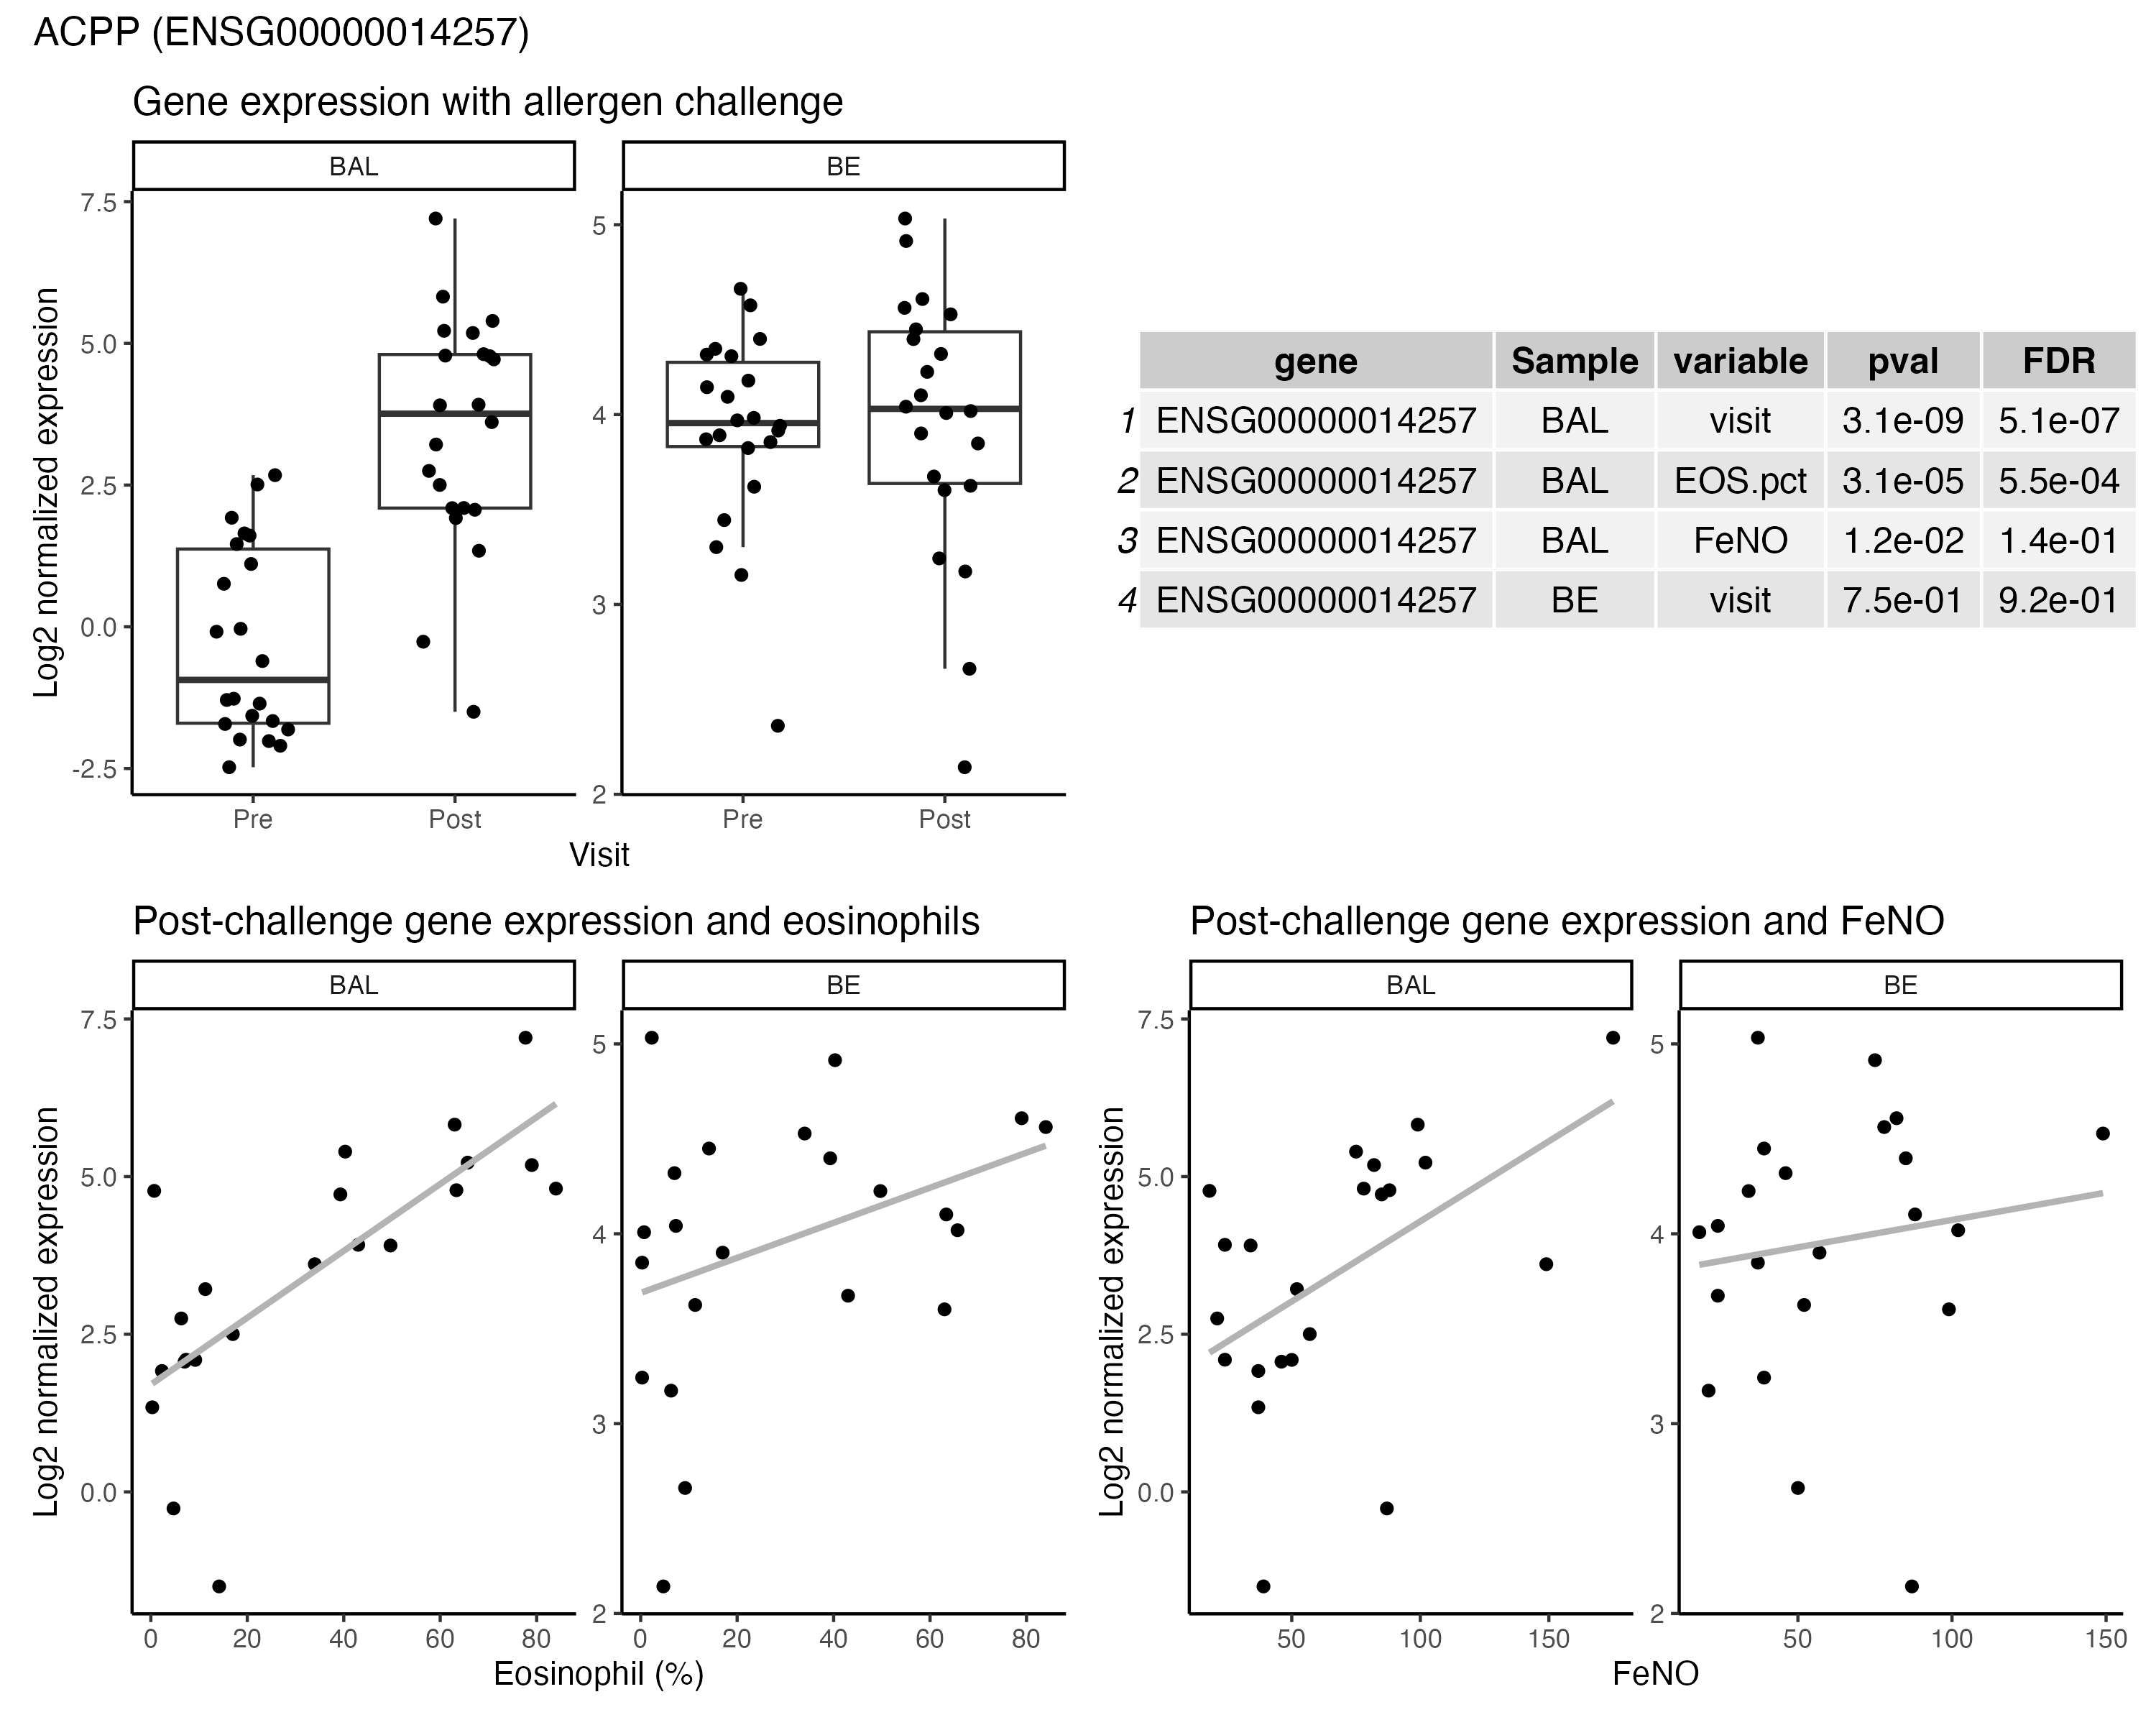 ACPP (ENSG00000014257)
Gene expression with allergen challenge
BAL
BE
Log2 normalized expression
7.5
5.0
2.5
0.0
-2.5
5
4
3
2
Pre
Post
Pre
Post
Visit
gene Sample variable pval FDR
1 ENSG00000014257 BAL visit 3.1e-09 5.1e-07
2 ENSG00000014257 BAL EOS.pct 3.1e-05 5.5e-04
3 ENSG00000014257 BAL FeNO 1.2e-02 1.4e-01
4 ENSG00000014257 BE visit 7.5e-01 9.2e-01
Post-challenge gene expression and eosinophils
BAL
BE
Log2 normalized expression
7.5
5.0
2.5
0.0
5
4
3
2
0 20 40 60 80
0 20 40 60 80
Eosinophil (%)
Post-challenge gene expression and FeNO
BAL
BE
Log2 normalized expression
7.5
5.0
2.5
0.0
5
4
3
2
50 100 150
50 100 150
FeNO